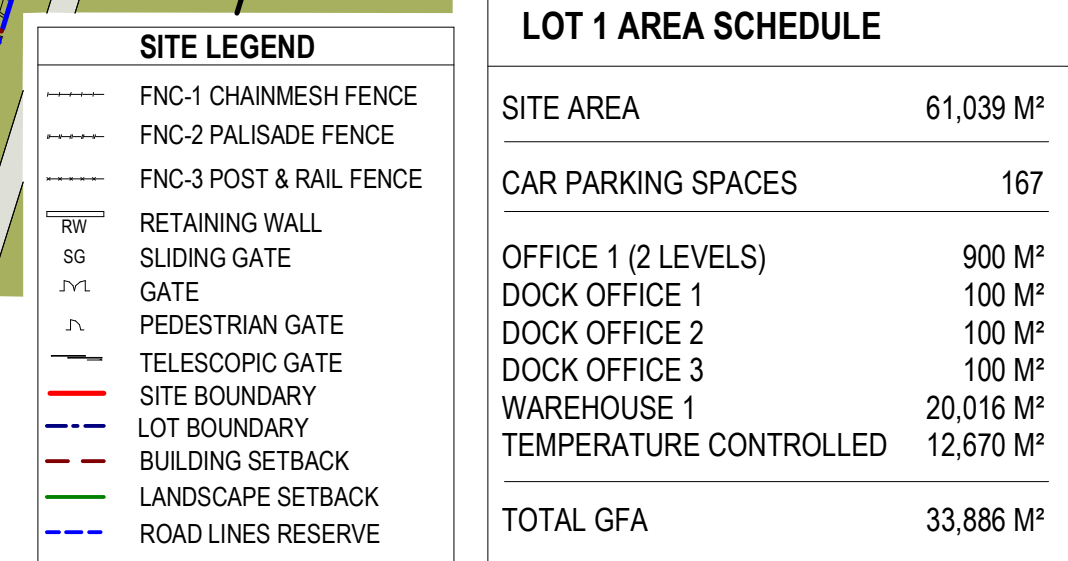 SITE LEGEND
FNC-1 CHAINMESH FENCE
FNC-2 PALISADE FENCE
FNC-3 POST & RAIL FENCE
RW RETAINING WALL
SG SLIDING GATE
GATE
PEDESTRIAN GATE
TELESCOPIC GATE
SITE BOUNDARY
LOT BOUNDARY
BUILDING SETBACK
LANDSCAPE SETBACK
ROAD LINES RESERVE
LOT 1 AREA SCHEDULE
SITE AREA 61,039 M²
CAR PARKING SPACES 167
OFFICE 1 (2 LEVELS) 900 M²
DOCK OFFICE 1 100 M²
DOCK OFFICE 2 100 M²
DOCK OFFICE 3 100 M²
WAREHOUSE 1 20,016 M²
TEMPERATURE CONTROLLED 12,670 M²
TOTAL GFA 33,886 M²